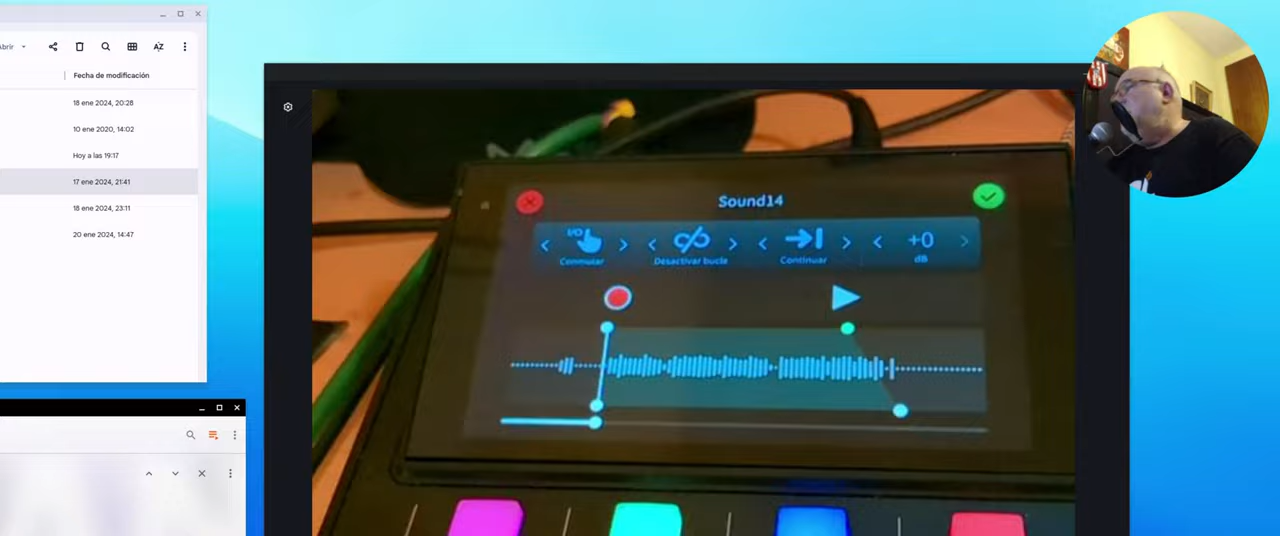 Abrir
AZ
Fecha de modificación
18 ene 2024, 20:28
10 ene 2020, 14:02
Hoy a las 19:17
17 ene 2024, 21:41
18 ene 2024, 23:11
20 ene 2024, 14:47
Sound14
I/O
+0
Conmutar
Desactivar bucle
Continuar
dB